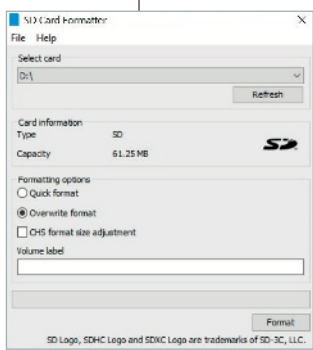 SD Card Formatter
File Help
Select card
D:\
Refresh
Card information
Type SD
Capacity 61.25 MB
SD
Formatting options
Quick format
Overwrite format
CHS format size adjustment
Volume label
Format
SD Logo, SDHC Logo and SDXC Logo are trademarks of SD-3C, LLC.